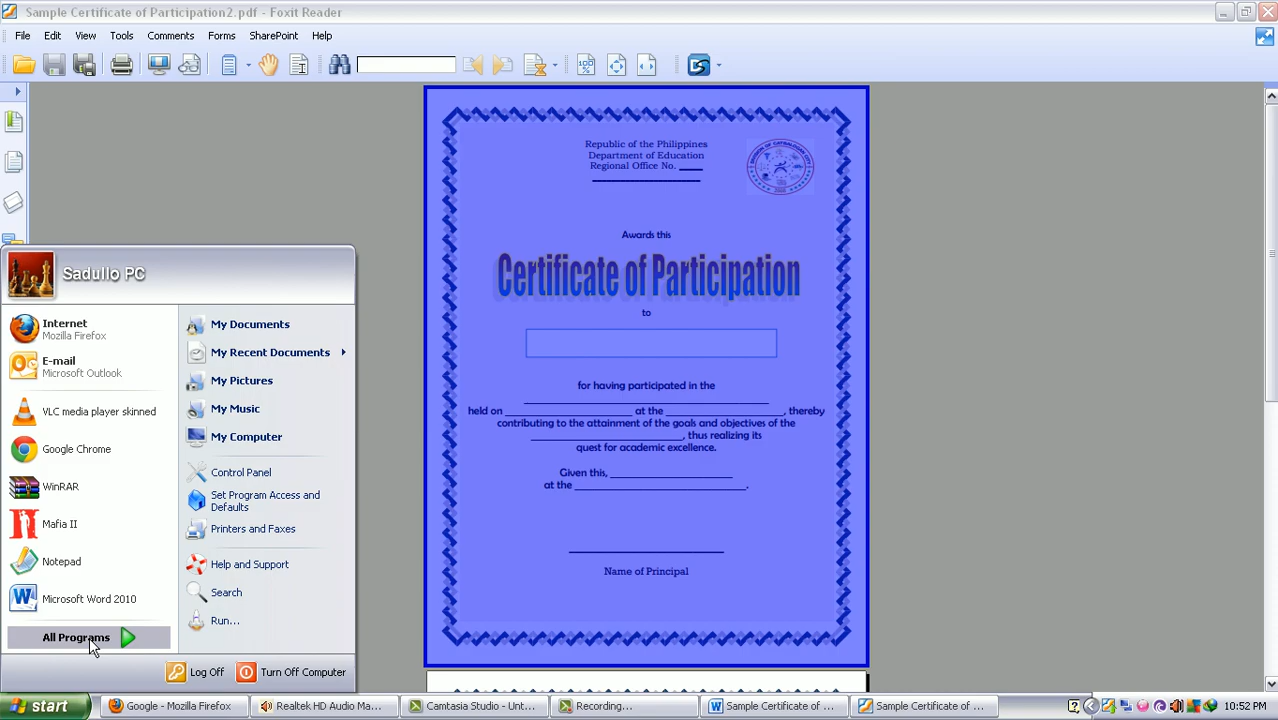 Sample Certificate of Participation2.pdf - Foxit Reader
File Edit View Tools Comments Forms SharePoint Help
Republic of the Philippines
Department of Education
Regional Office No. ____
Awards this
Certificate of Participation
to
for having participated in the
held on ____ at the ____, thereby
contributing to the attainment of the goals and objectives of the
____, thus realizing its
quest for academic excellence.
Given this, ____
at the ____.
Name of Principal
Sadullo PC
Internet
Mozilla Firefox
E-mail
Microsoft Outlook
VLC media player skinned
Google Chrome
WinRAR
Mafia II
Notepad
Microsoft Word 2010
All Programs
My Documents
My Recent Documents
My Pictures
My Music
My Computer
Control Panel
Set Program Access and
Defaults
Printers and Faxes
Help and Support
Search
Run...
Log Off
Turn Off Computer
start
Google - Mozilla Firefox
Realtek HD Audio Ma...
Camtasia Studio - Unt...
Recording...
Sample Certificate of ...
Sample Certificate of ...
10:52 PM